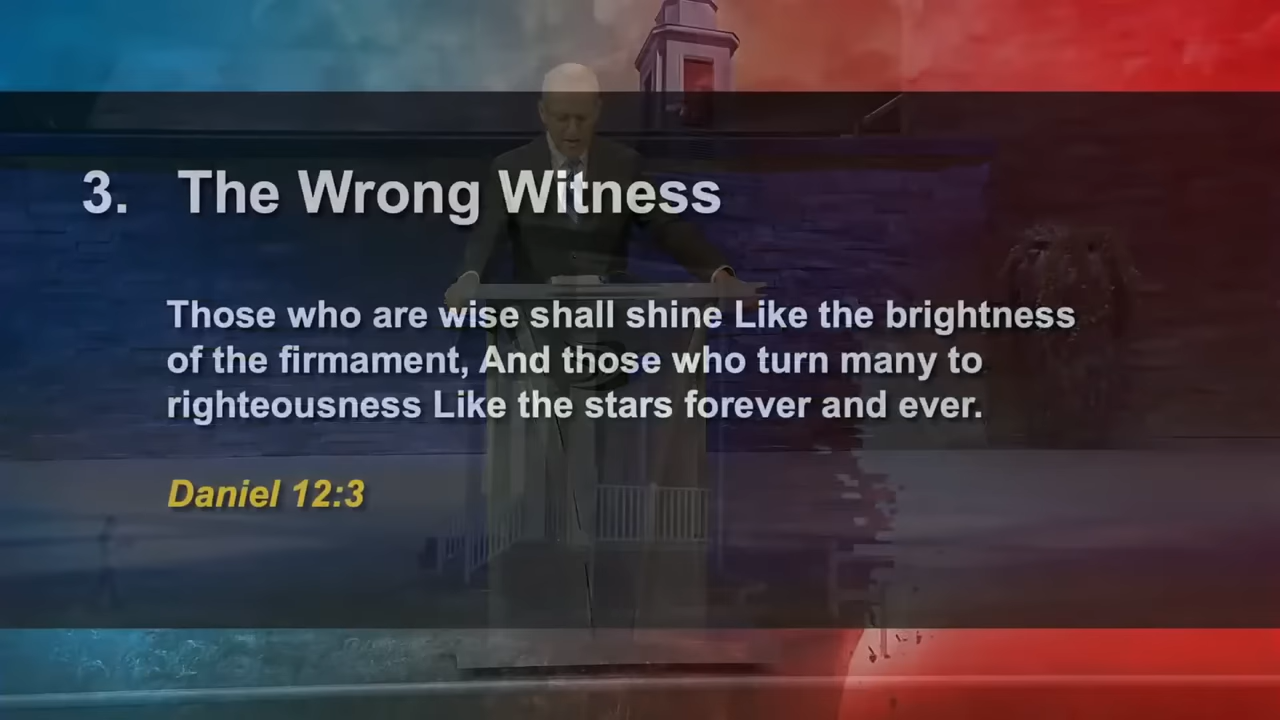 3. The Wrong Witness
Those who are wise shall shine Like the brightness
of the firmament, And those who turn many to
righteousness Like the stars forever and ever.
Daniel 12:3